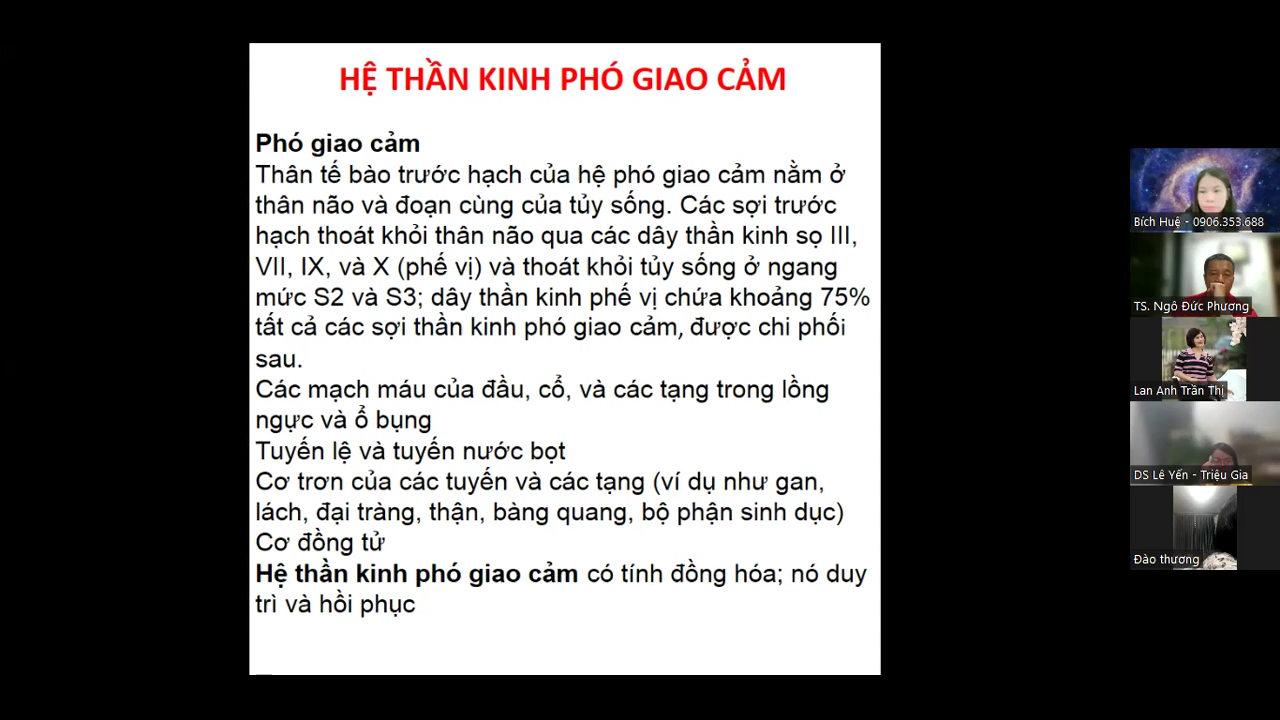 HỆ THẦN KINH PHÓ GIAO CẢM
Phó giao cảm
Thân tế bào trước hạch của hệ phó giao cảm nằm ở
thân não và đoạn cùng của tủy sống. Các sợi trước
hạch thoát khỏi thân não qua các dây thần kinh sọ III,
VII, IX, và X (phế vị) và thoát khỏi tủy sống ở ngang
mức S2 và S3; dây thần kinh phế vị chứa khoảng 75%
tất cả các sợi thần kinh phó giao cảm, được chi phối
sau.
Các mạch máu của đầu, cổ, và các tạng trong lồng
ngực và ổ bụng
Tuyến lệ và tuyến nước bọt
Cơ trơn của các tuyến và các tạng (ví dụ như gan,
lách, đại tràng, thận, bàng quang, bộ phận sinh dục)
Cơ đồng tử
Hệ thần kinh phó giao cảm có tính đồng hóa; nó duy
trì và hồi phục
Bích Huệ - 0906.353.688
TS. Ngô Đức Phương
Lan Anh Trần Thị
DS Lê Yến - Triệu Gia
Đào thương